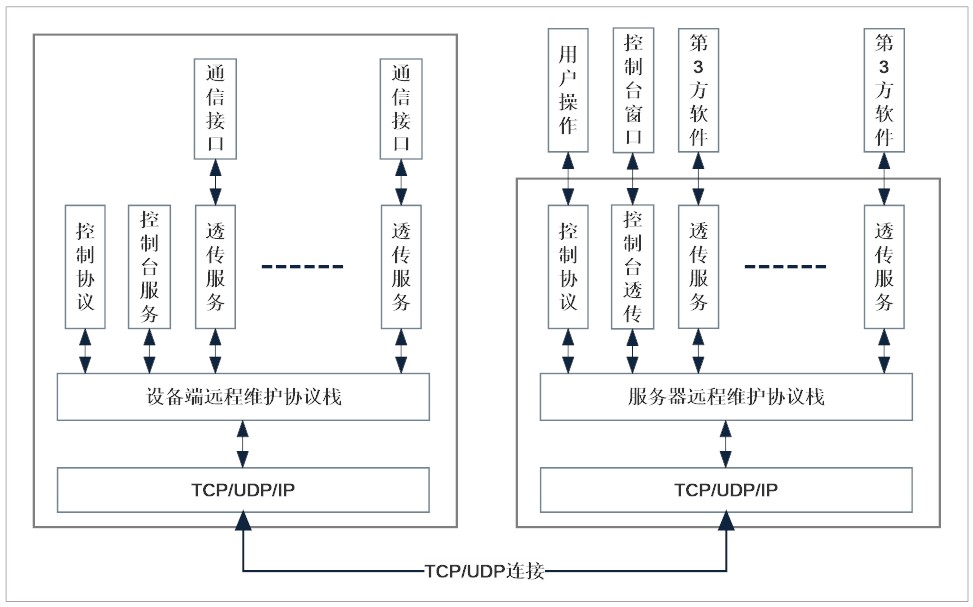 通信接口
通信接口
控制协议
控制台服务
透传服务
透传服务
设备端远程维护协议栈
TCP/UDP/IP
用户操作
控制台窗口
第3方软件
第3方软件
控制协议
控制台透传
透传服务
透传服务
服务器远程维护协议栈
TCP/UDP/IP
TCP/UDP连接